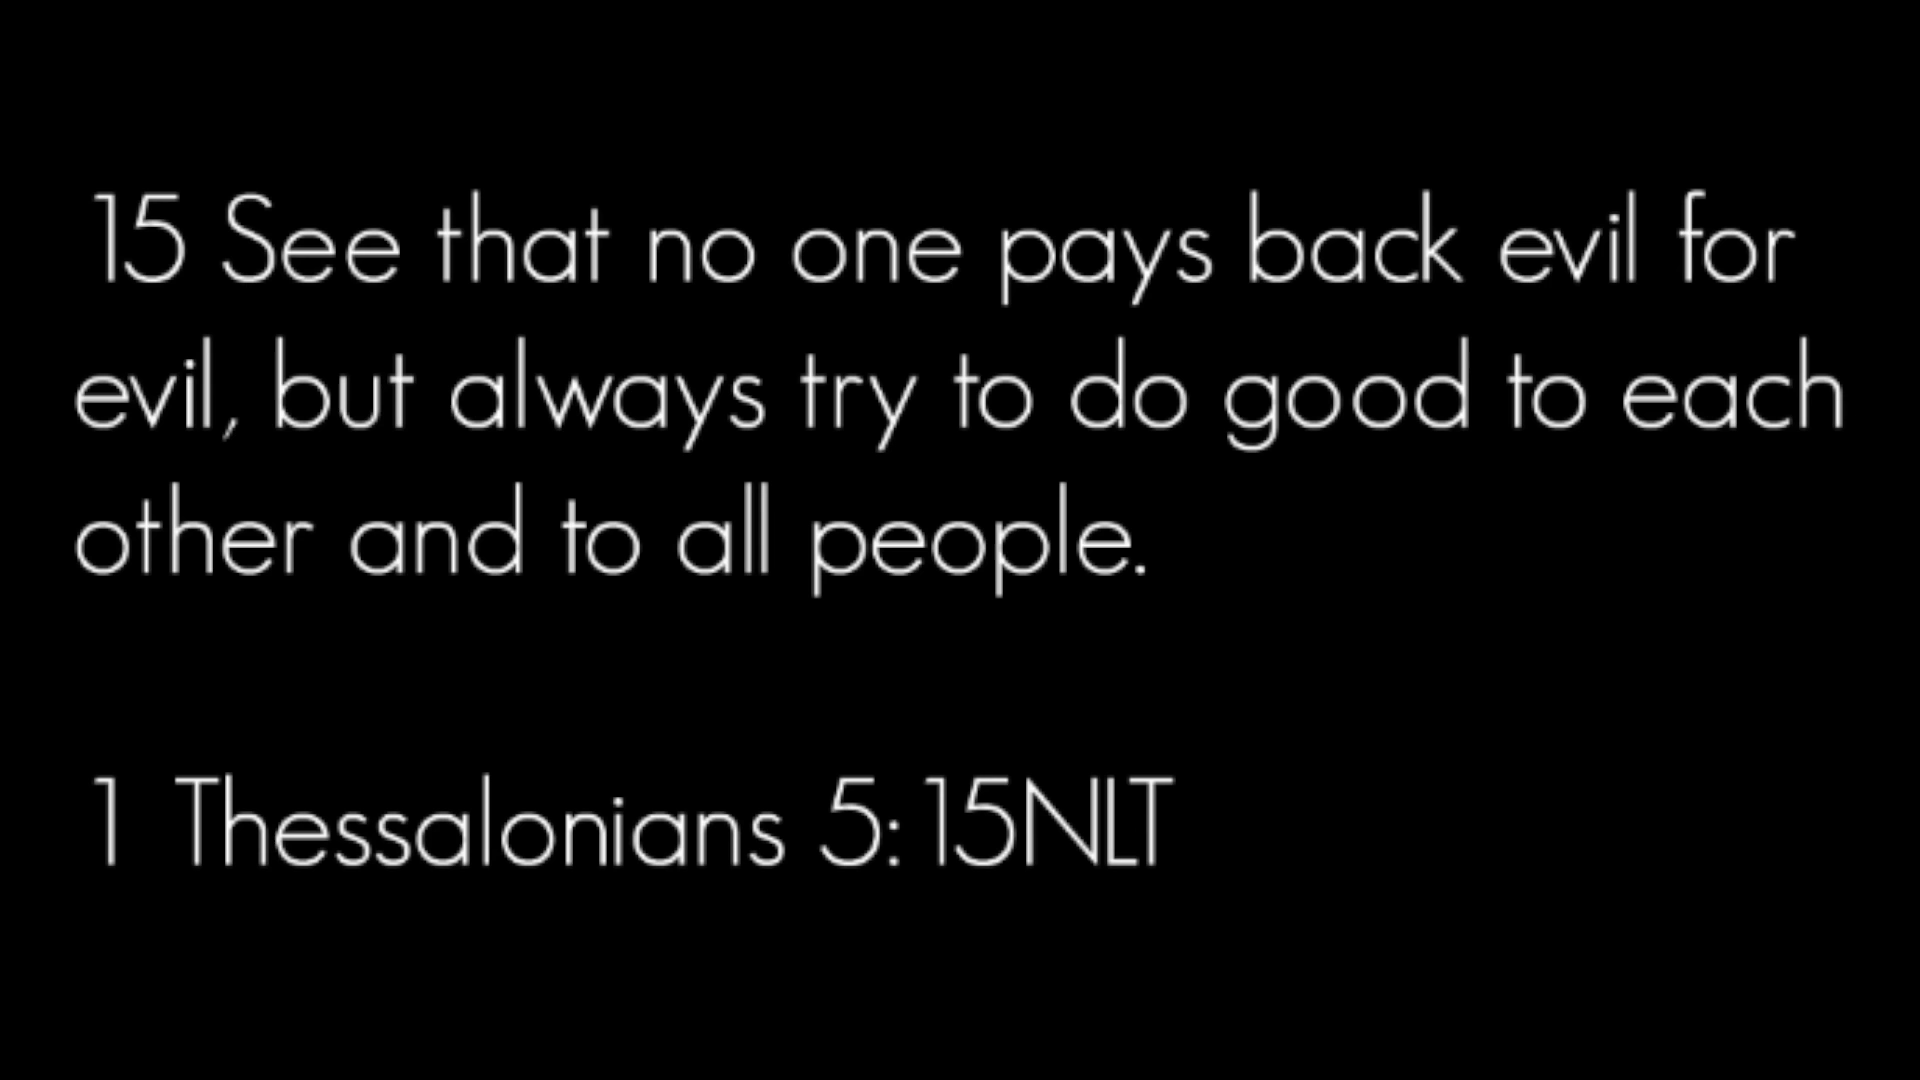 15 See that no one pays back evil for
evil, but always try to do good to each
other and to all people.
1 Thessalonians 5:15NLT